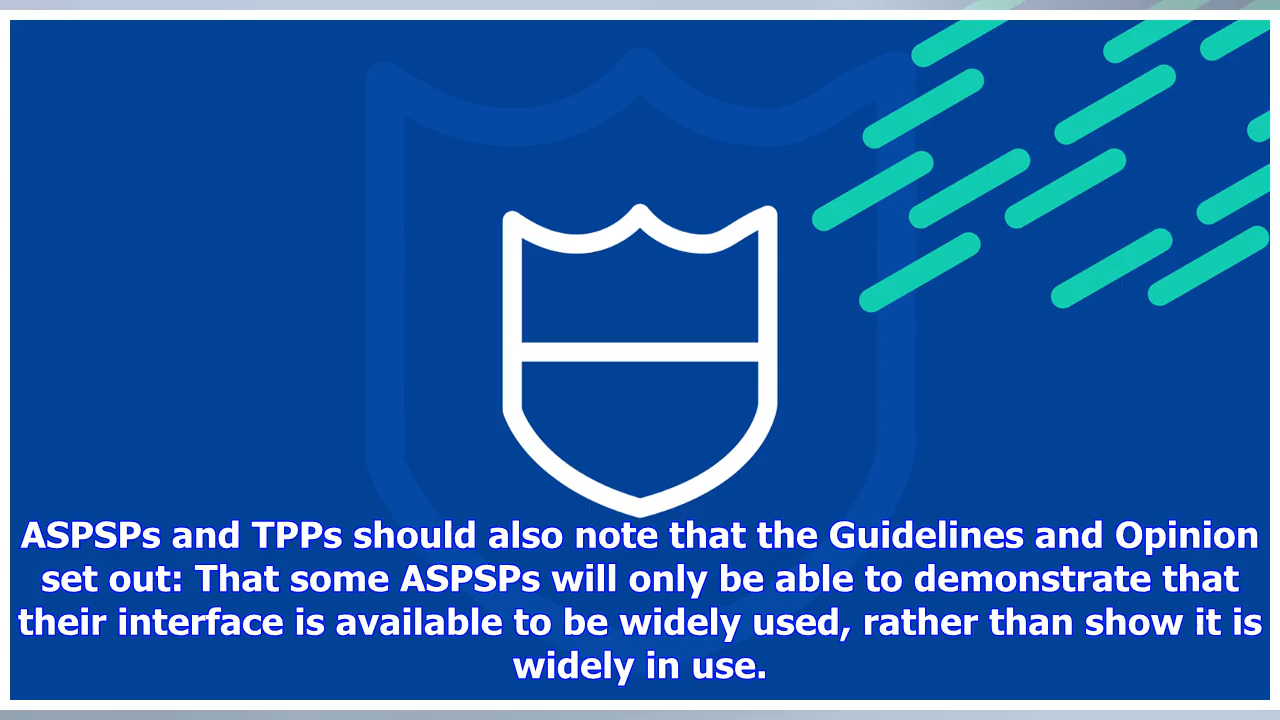 ASPSPs and TPPs should also note that the Guidelines and Opinion
set out: That some ASPSPs will only be able to demonstrate that
their interface is available to be widely used, rather than show it is
widely in use.